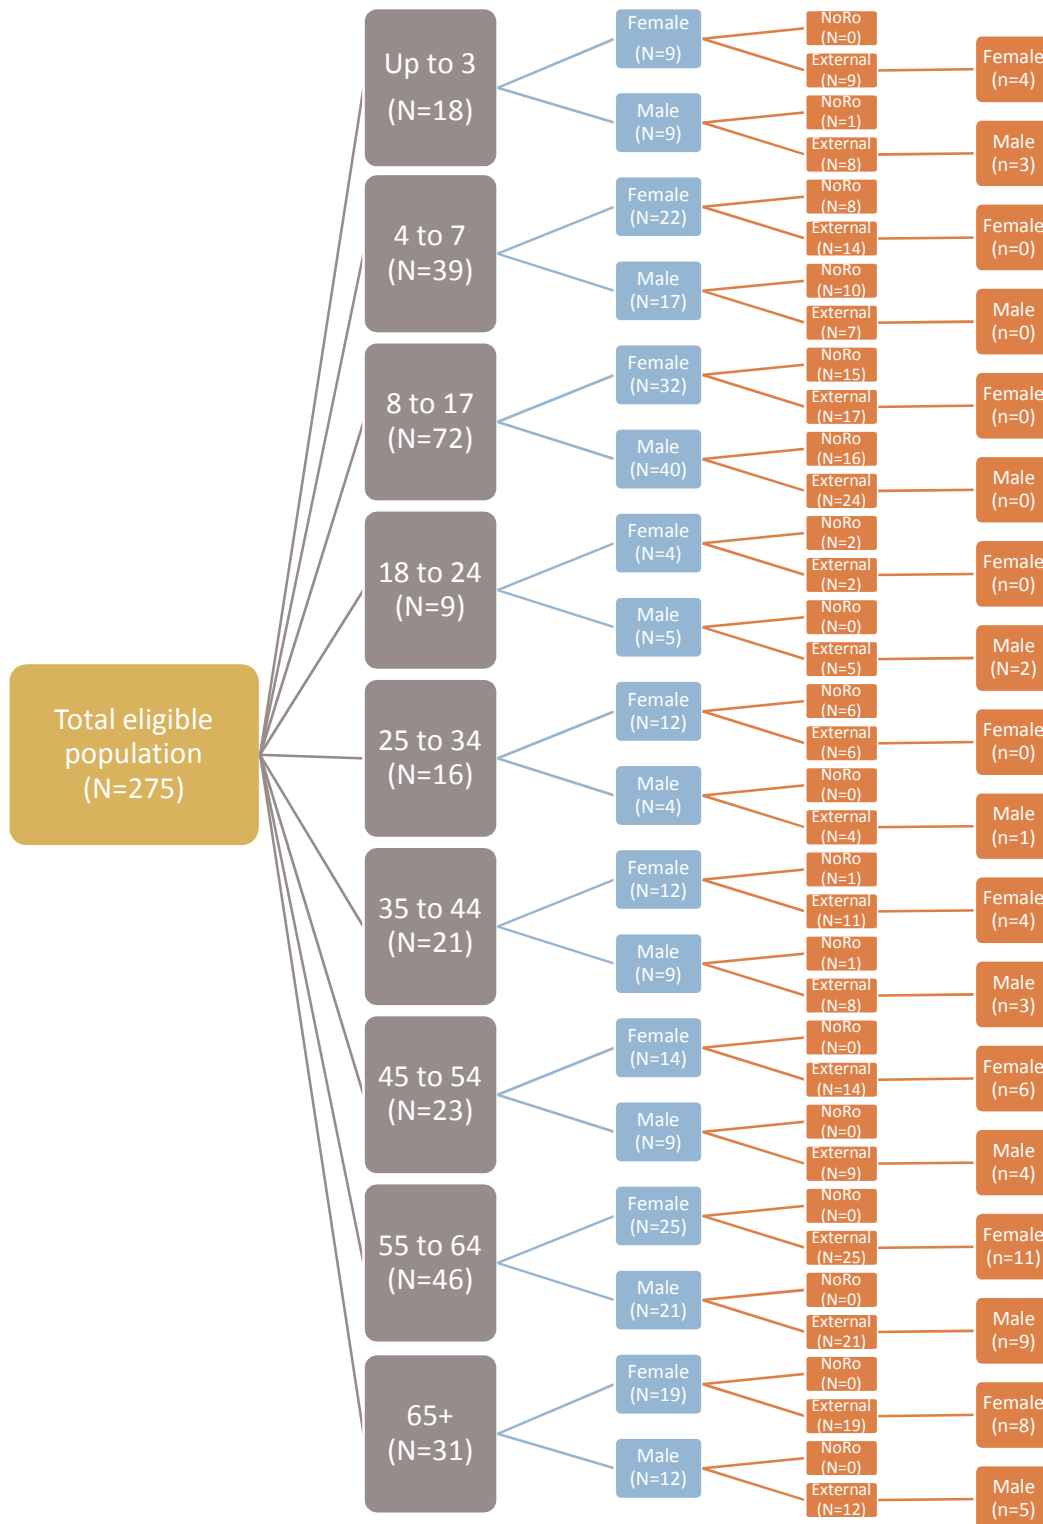 Total eligible
population
(N=275)
Up to 3
(N=18)
Female
(N=9)
NoRo
(N=0)
External
(N=9)
Female
(n=4)
Male
(N=9)
NoRo
(N=1)
External
(N=8)
Male
(n=3)
4 to 7
(N=39)
Female
(N=22)
NoRo
(N=8)
External
(N=14)
Female
(n=0)
Male
(N=17)
NoRo
(N=10)
External
(N=7)
Male
(n=0)
8 to 17
(N=72)
Female
(N=32)
NoRo
(N=15)
External
(N=17)
Female
(n=0)
Male
(N=40)
NoRo
(N=16)
External
(N=24)
Male
(n=0)
18 to 24
(N=9)
Female
(N=4)
NoRo
(N=2)
External
(N=2)
Female
(n=0)
Male
(N=5)
NoRo
(N=0)
External
(N=5)
Male
(N=2)
25 to 34
(N=16)
Female
(N=12)
NoRo
(N=6)
External
(N=6)
Female
(n=0)
Male
(N=4)
NoRo
(N=0)
External
(N=4)
Male
(n=1)
35 to 44
(N=21)
Female
(N=12)
NoRo
(N=1)
External
(N=11)
Female
(n=4)
Male
(N=9)
NoRo
(N=1)
External
(N=8)
Male
(n=3)
45 to 54
(N=23)
Female
(N=14)
NoRo
(N=0)
External
(N=14)
Female
(n=6)
Male
(N=9)
NoRo
(N=0)
External
(N=9)
Male
(n=4)
55 to 64
(N=46)
Female
(N=25)
NoRo
(N=0)
External
(N=25)
Female
(n=11)
Male
(N=21)
NoRo
(N=0)
External
(N=21)
Male
(n=9)
65+
(N=31)
Female
(N=19)
NoRo
(N=0)
External
(N=19)
Female
(n=8)
Male
(N=12)
NoRo
(N=0)
External
(N=12)
Male
(n=5)